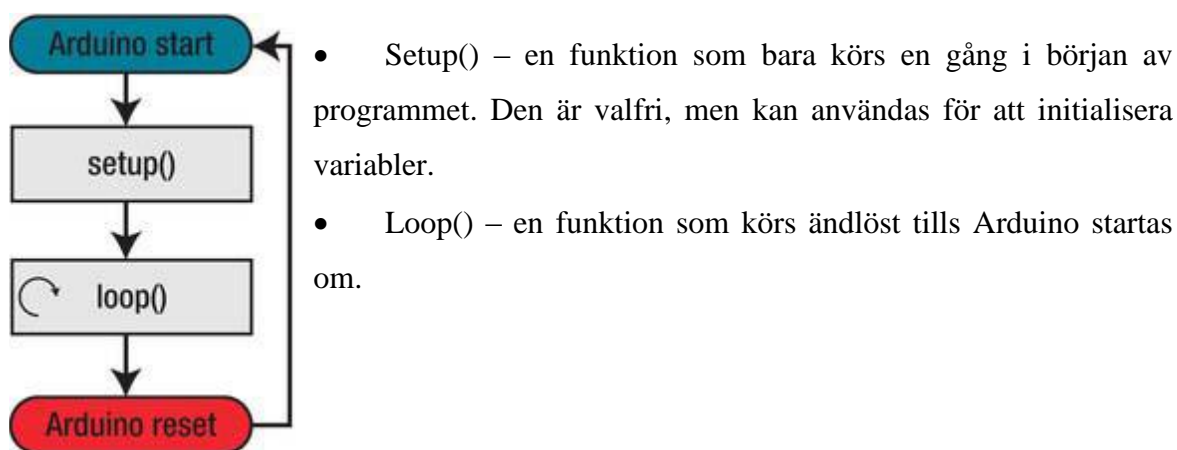 Arduino start
setup()
loop()
Arduino reset
• Setup() – en funktion som bara körs en gång i början av
programmet. Den är valfri, men kan användas för att initialisera
variabler.
• Loop() – en funktion som körs ändlöst tills Arduino startas
om.